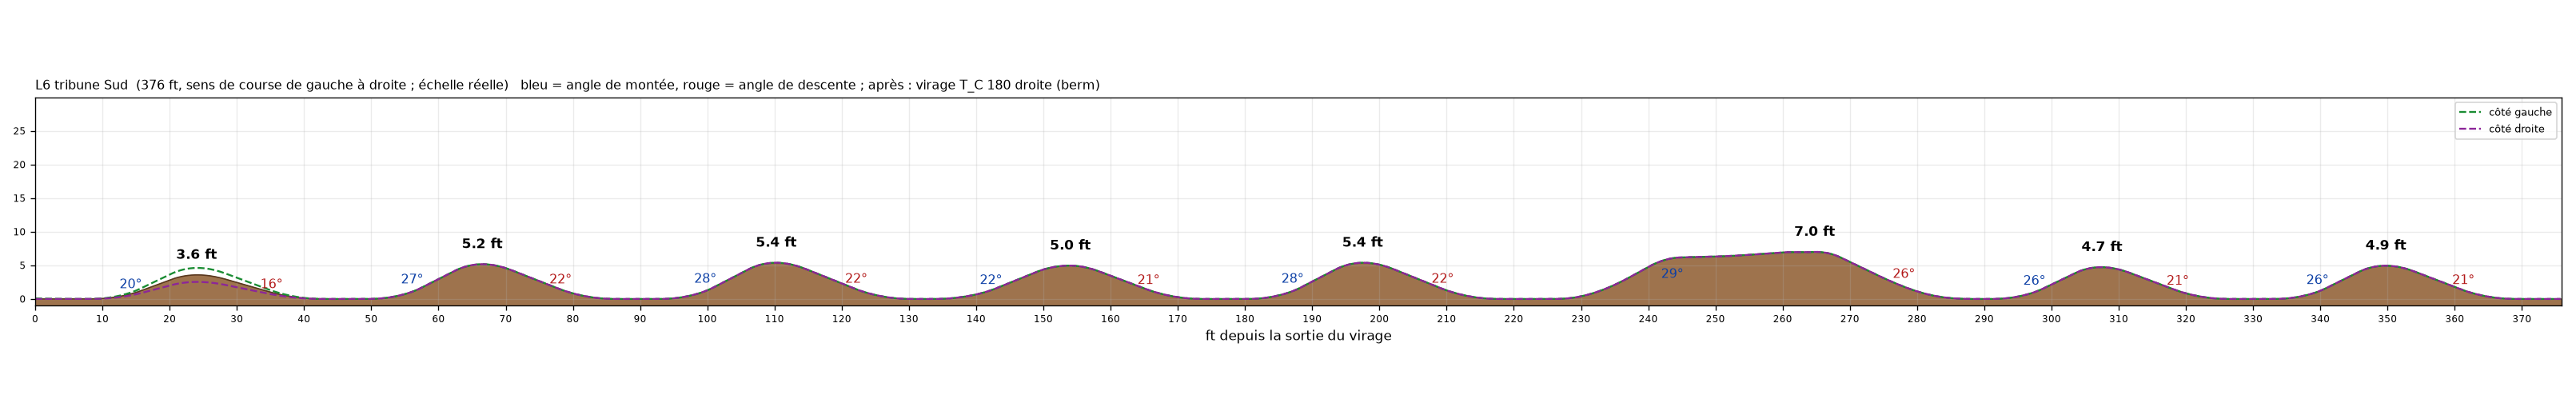 L6 tribune Sud  (376 ft, sens de course de gauche à droite ; échelle réelle)   bleu = angle de montée, rouge = angle de descente ; après : virage T_C 180 droite (berm)
côté gauche
côté droite
25
20
15
10
5
0
3.6 ft
20°
16°
5.2 ft
27°
22°
5.4 ft
28°
22°
5.0 ft
22°
21°
5.4 ft
28°
22°
7.0 ft
29°
26°
4.7 ft
26°
21°
4.9 ft
26°
21°
0 10 20 30 40 50 60 70 80 90 100 110 120 130 140 150 160 170 180 190 200 210 220 230 240 250 260 270 280 290 300 310 320 330 340 350 360 370
ft depuis la sortie du virage